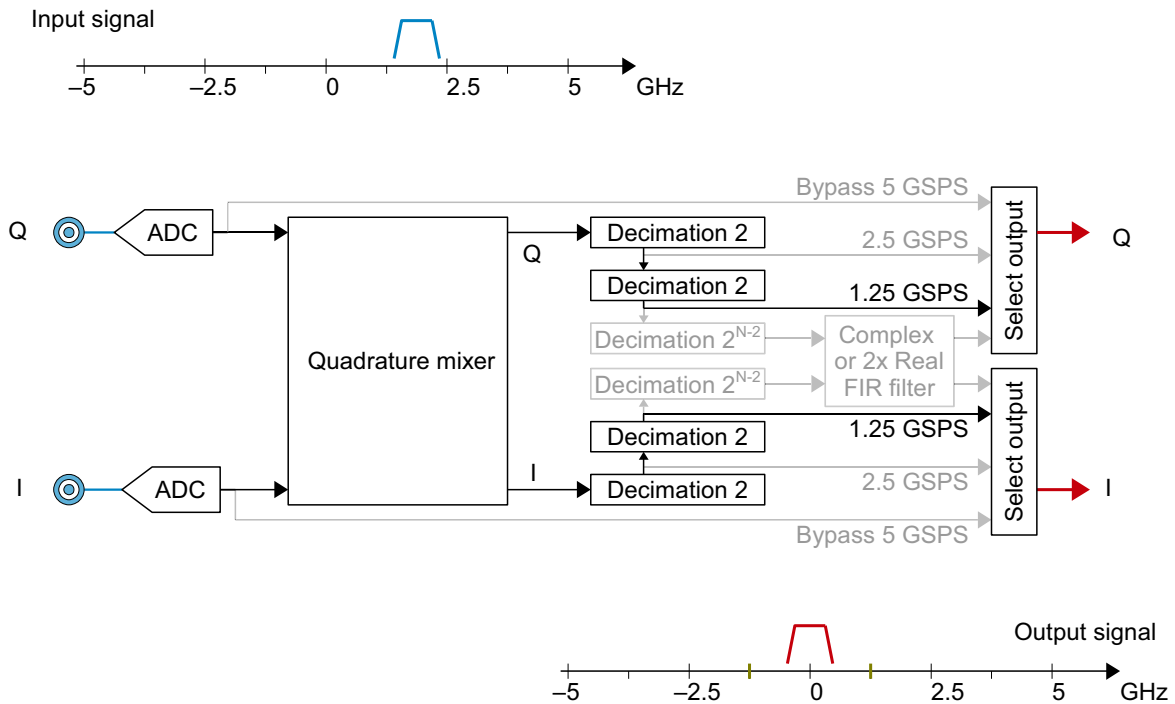 Input signal
–5 –2.5 0 2.5 5 GHz
Bypass 5 GSPS
Q ADC Q Decimation 2 2.5 GSPS Select output Q
Decimation 2 1.25 GSPS
Decimation 2^N-2
Quadrature mixer
Complex
or 2x Real
FIR filter
Decimation 2^N-2
Decimation 2 1.25 GSPS
I ADC I Decimation 2 2.5 GSPS Select output I
Bypass 5 GSPS
Output signal
–5 –2.5 0 2.5 5 GHz